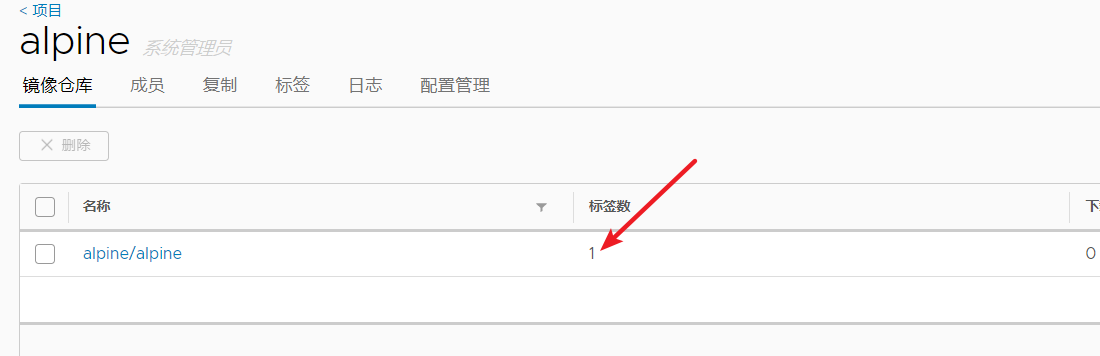 < 项目
alpine 系统管理员
镜像仓库 成员 复制 标签 日志 配置管理
删除
名称 标签数
alpine/alpine 1 0